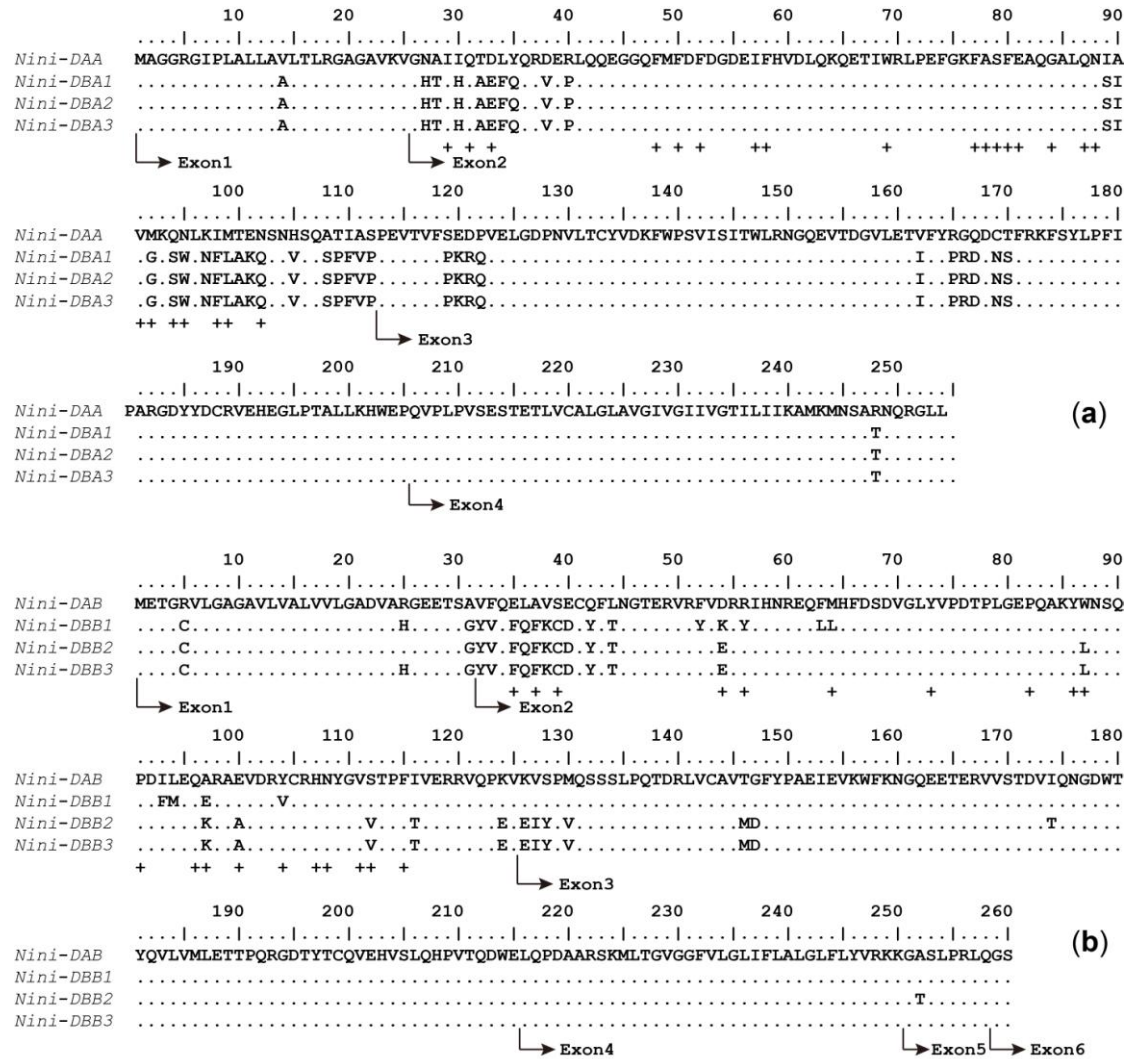 10 20 30 40 50 60 70 80 90
Nini-DAA MAGGRGIPLALLAVLTLRGAGAVKVGNAIIQTDLYQRDERLQQEGGQFMFDFDGDEIFHVDLQKQETIWRLPEFGKFASFEAQGALQNIA
Nini-DBA1 .............A............HT.H.AEFQ..V.P................................................SI
Nini-DBA2 .............A............HT.H.AEFQ..V.P................................................SI
Nini-DBA3 .............A............HT.H.AEFQ..V.P................................................SI
+ + + + + + ++ + +++++ + ++
Exon1 Exon2
100 110 120 130 140 150 160 170 180
Nini-DAA VMKQNLKIMTENSNHSQATIASPEVTVFSEDPVELGDPNVLTCYVDKFWPSVISITWLRNGQEVTDGVLETVFYRGQDCTFRKFSYLPFI
Nini-DBA1 .G.SW.NFLAKQ..V..SPFVP......PKRQ.......................................I..PRD.NS..........
Nini-DBA2 .G.SW.NFLAKQ..V..SPFVP......PKRQ.......................................I..PRD.NS..........
Nini-DBA3 .G.SW.NFLAKQ..V..SPFVP......PKRQ.......................................I..PRD.NS..........
++ ++ ++ +
Exon3
190 200 210 220 230 240 250
Nini-DAA PARGDYYDCRVEHEGLPTALLKHWEPQVPLPVSESTETLVCALGLAVGIVGIIVGTILIIKAMKMNSARNQRGLL
Nini-DBA1 ...................................................................T.......
Nini-DBA2 ...................................................................T.......
Nini-DBA3 ...................................................................T.......
Exon4
(a)
10 20 30 40 50 60 70 80 90
Nini-DAB METGRVLGAGAVLVALVVLGADVARGEETSAVFQELAVSECQFLNGTERVRFVDRRIHNREQFMHFDSDVGLYVPDTPLGEPQAKYWNSQ
Nini-DBB1 ....C...................H.....GYV.FQFKCD.Y.T.......Y.K.Y......LL..........................
Nini-DBB2 ....C.........................GYV.FQFKCD.Y.T.........E................................L...
Nini-DBB3 ....C...................H.....GYV.FQFKCD.Y.T.........E................................L...
+ + + + + + + + ++
Exon1 Exon2
100 110 120 130 140 150 160 170 180
Nini-DAB PDILEQARAEVDRYCRHNYGVSTPFIVERRVQPKVKVSPMQSSSLPQTDRLVCAVTGFYPAEIEVKWFKNGQEETERVVSTDVIQNGDWT
Nini-DBB1 ..FM..E......V............................................................................
Nini-DBB2 ......K..A...........V...T.......E.EIY.V...............MD..........................T......
Nini-DBB3 ......K..A...........V...T.......E.EIY.V...............MD.................................
+ ++ + + ++ ++ +
Exon3
190 200 210 220 230 240 250 260
Nini-DAB YQVLVMLETTPQRGDTYTCQVEHVSLQHPVTQDWELQPDAARSKMLTGVGGFVLGLIFLALGLFLYVRKKGASLPRLQGS
Nini-DBB1 ................................................................................
Nini-DBB2 .......................................................................T........
Nini-DBB3 ................................................................................
Exon4 Exon5 Exon6
(b)